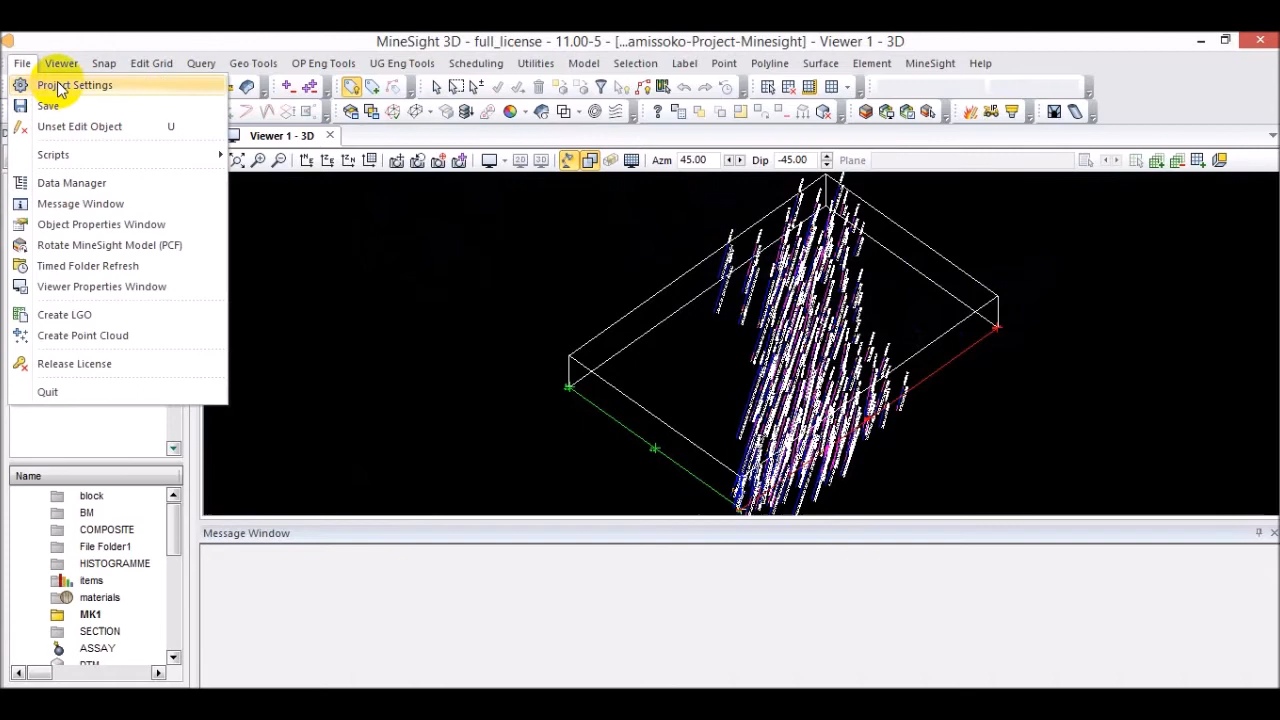 MineSight 3D - full_license - 11.00-5 - [...amissoko-Project-Minesight] - Viewer 1 - 3D
File Viewer Snap Edit Grid Query Geo Tools OP Eng Tools UG Eng Tools Scheduling Utilities Model Selection Label Point Polyline Surface Element MineSight Help
Project Settings
Save
Unset Edit Object U
Scripts
Data Manager
Message Window
Object Properties Window
Rotate MineSight Model (PCF)
Timed Folder Refresh
Viewer Properties Window
Create LGO
Create Point Cloud
Release License
Quit
Viewer 1 - 3D
Azm 45.00 Dip -45.00 Plane
Name
block
BM
COMPOSITE
File Folder1
HISTOGRAMME
items
materials
MK1
SECTION
ASSAY
DTM
Message Window